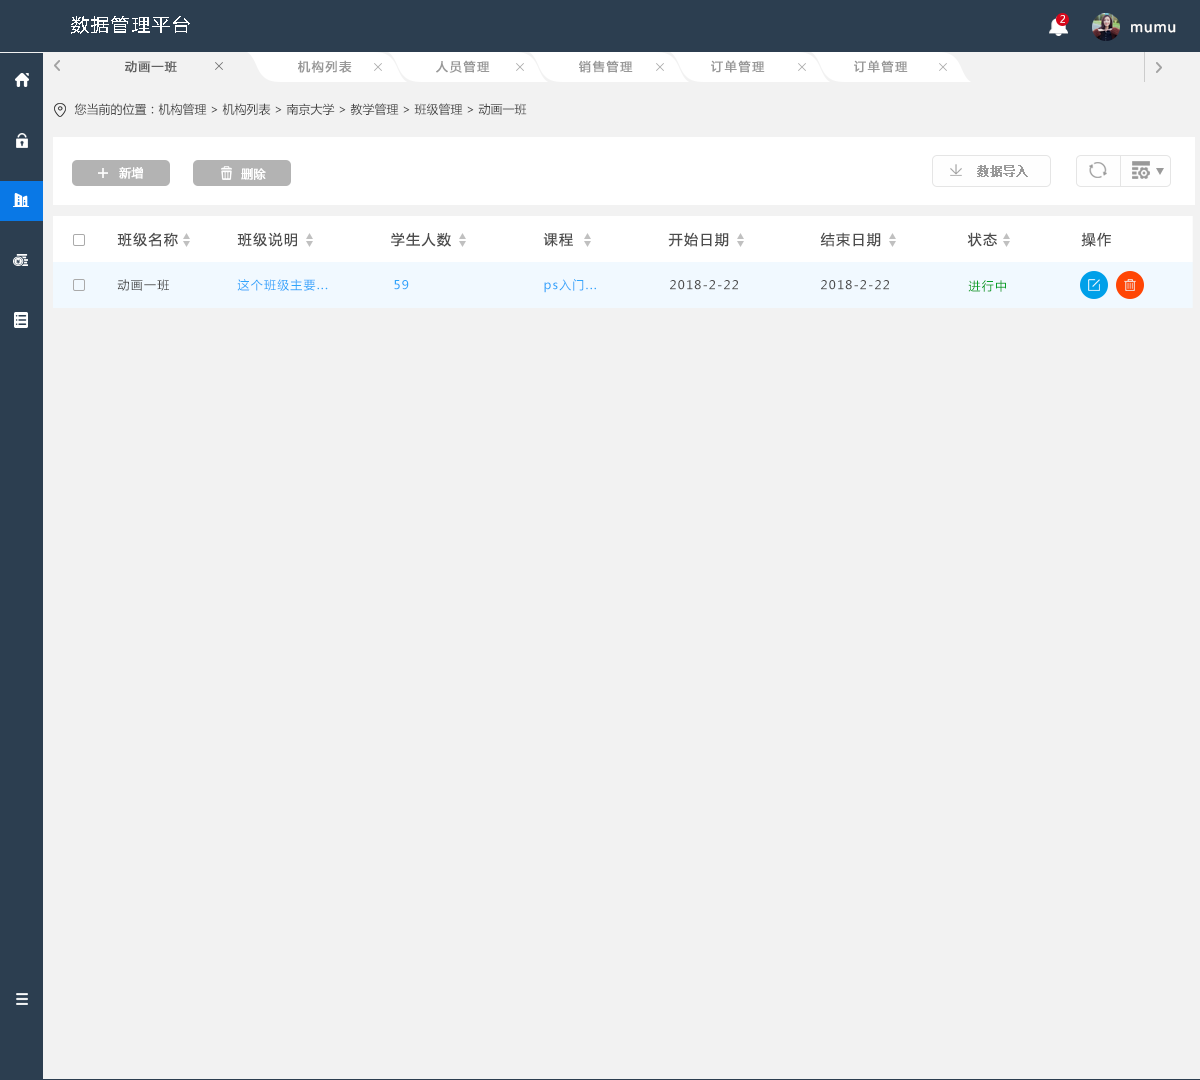 数据管理平台
2
mumu
动画一班 机构列表 人员管理 销售管理 订单管理 订单管理
您当前的位置：机构管理 > 机构列表 > 南京大学 > 教学管理 > 班级管理 > 动画一班
新增 删除 数据导入
班级名称 班级说明 学生人数 课程 开始日期 结束日期 状态 操作
动画一班 这个班级主要... 59 ps入门... 2018-2-22 2018-2-22 进行中